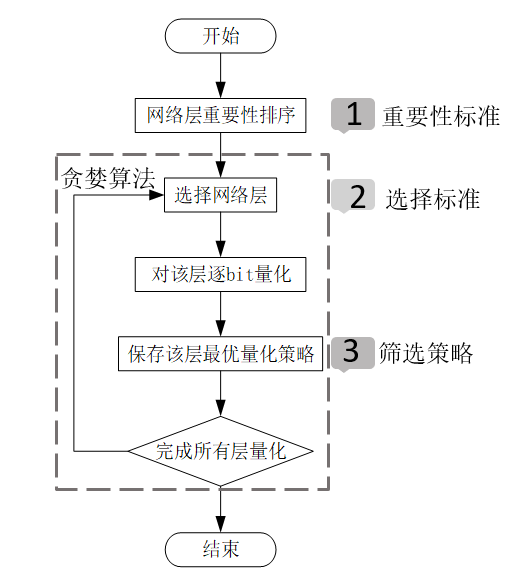 开始
网络层重要性排序
1 重要性标准
贪婪算法
选择网络层
2 选择标准
对该层逐bit量化
保存该层最优量化策略
3 筛选策略
完成所有层量化
结束